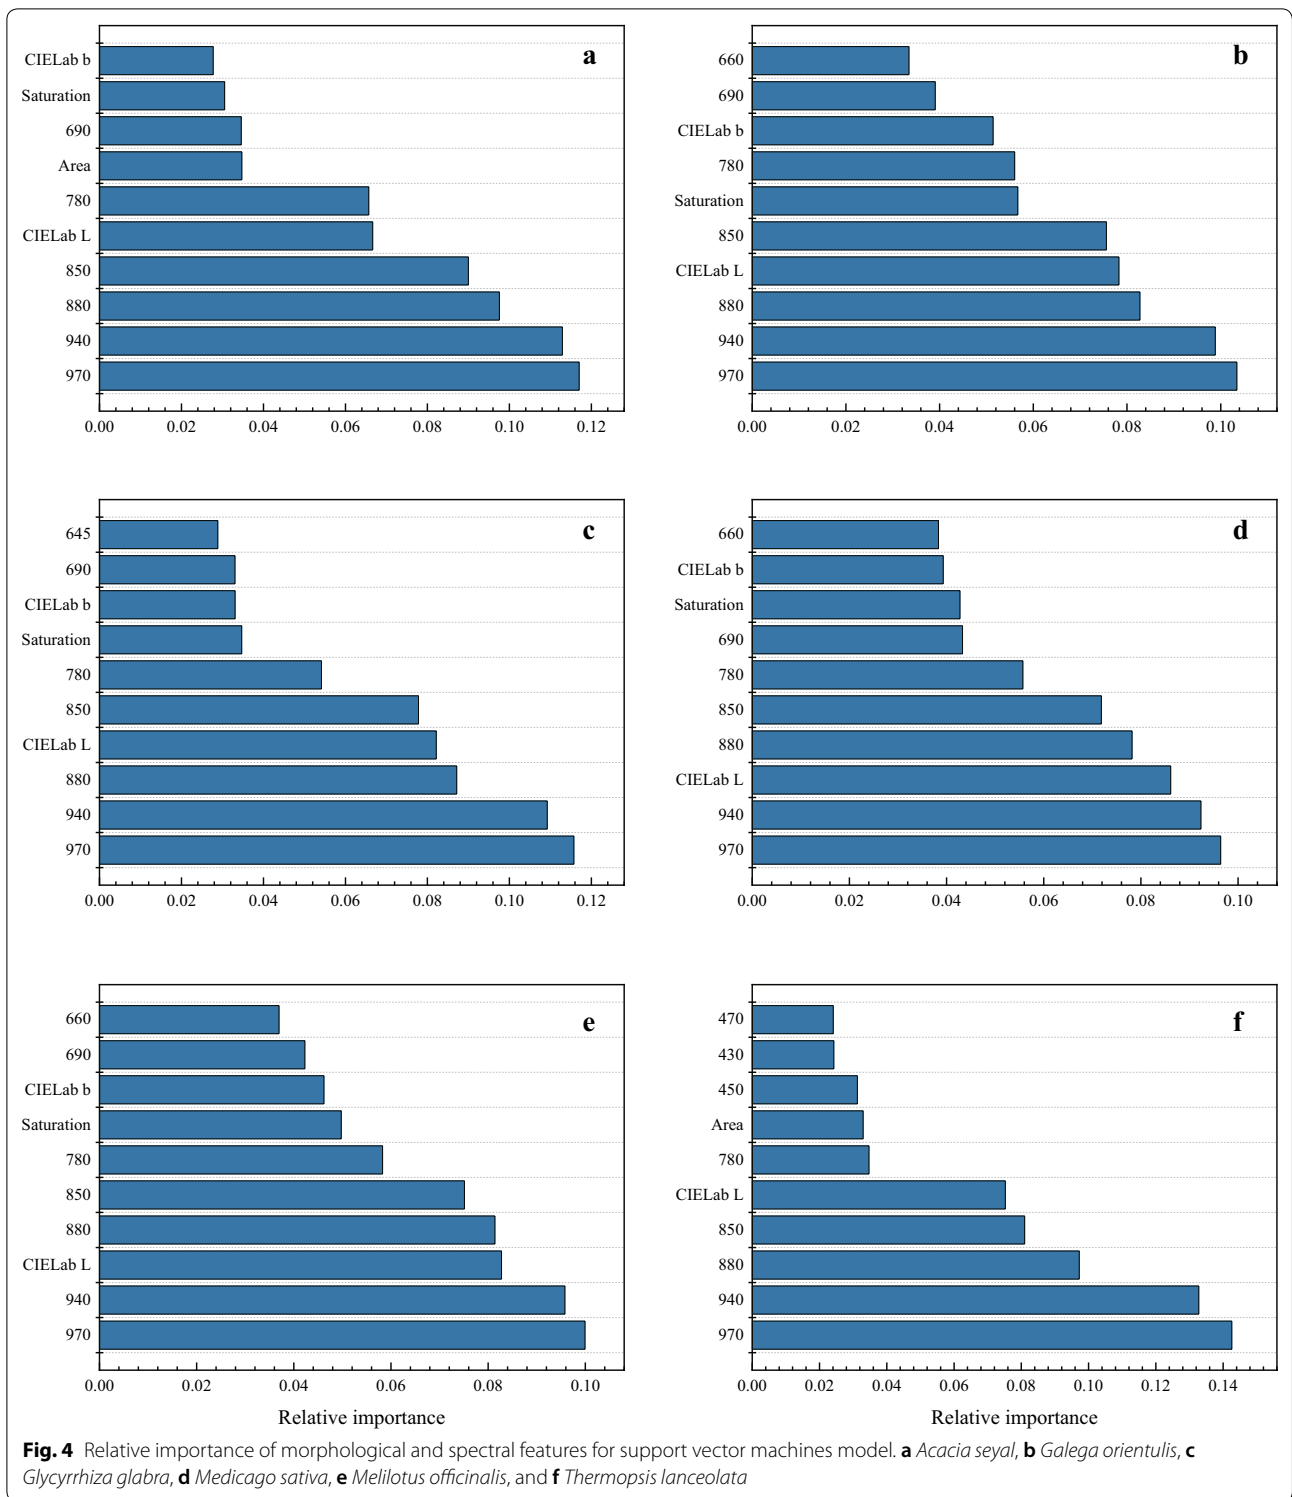 a
CIELab b
Saturation
690
Area
780
CIELab L
850
880
940
970
0.00 0.02 0.04 0.06 0.08 0.10 0.12
b
660
690
CIELab b
780
Saturation
850
CIELab L
880
940
970
0.00 0.02 0.04 0.06 0.08 0.10
c
645
690
CIELab b
Saturation
780
850
CIELab L
880
940
970
0.00 0.02 0.04 0.06 0.08 0.10 0.12
d
660
CIELab b
Saturation
690
780
850
880
CIELab L
940
970
0.00 0.02 0.04 0.06 0.08 0.10
e
660
690
CIELab b
Saturation
780
850
880
CIELab L
940
970
0.00 0.02 0.04 0.06 0.08 0.10
Relative importance
f
470
430
450
Area
780
CIELab L
850
880
940
970
0.00 0.02 0.04 0.06 0.08 0.10 0.12 0.14
Relative importance
Fig. 4 Relative importance of morphological and spectral features for support vector machines model. a Acacia seyal, b Galega orientulis, c
Glycyrrhiza glabra, d Medicago sativa, e Melilotus officinalis, and f Thermopsis lanceolata